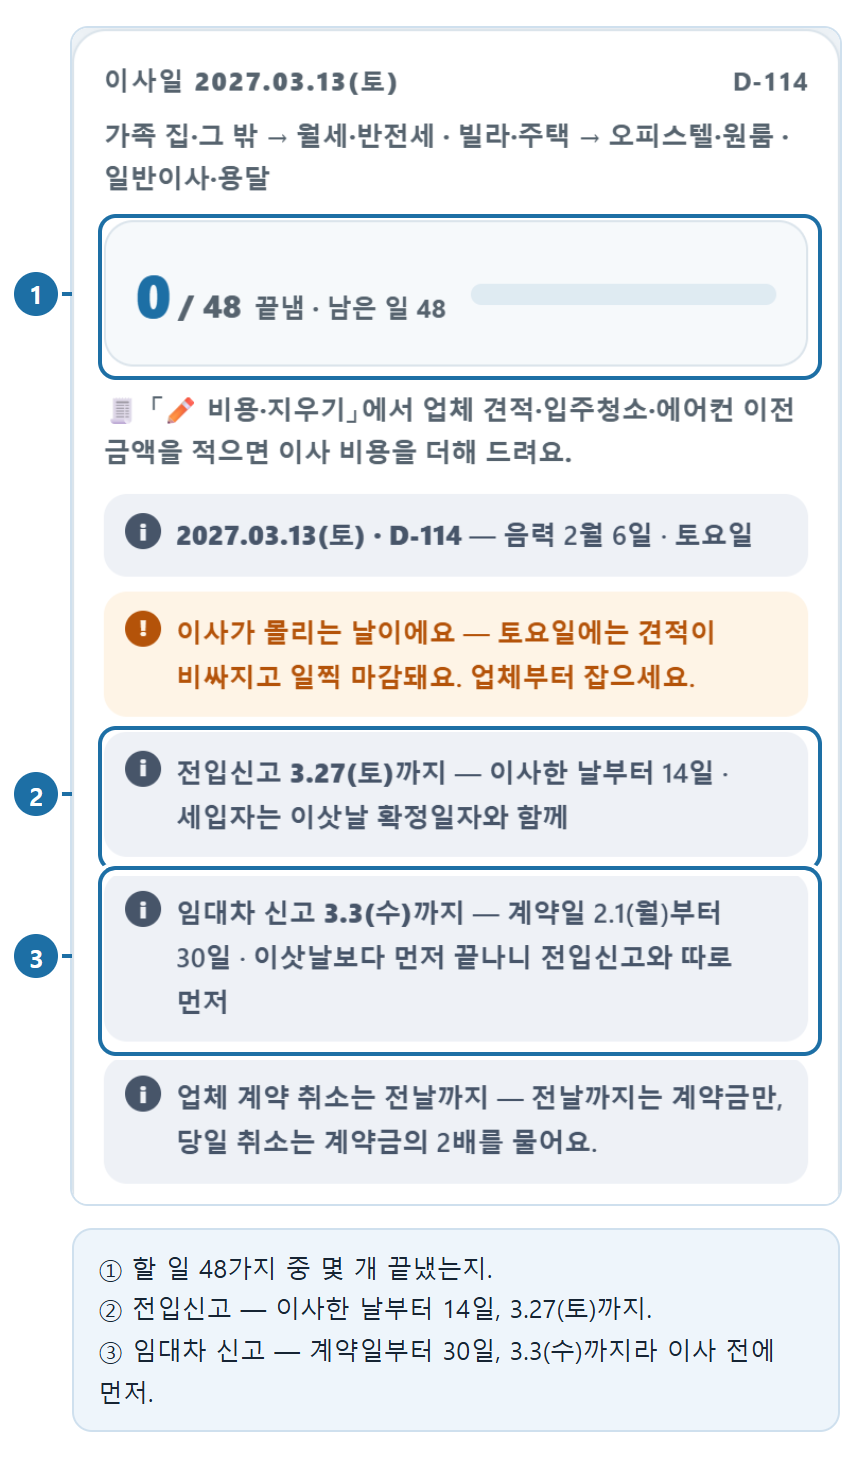 이사일 2027.03.13(토) D-114
가족 집·그 밖 → 월세·반전세 · 빌라·주택 → 오피스텔·원룸 ·
일반이사·용달
1
0 / 48 끝냄 · 남은 일 48
「✏️ 비용·지우기」에서 업체 견적·입주청소·에어컨 이전
금액을 적으면 이사 비용을 더해 드려요.
2027.03.13(토) · D-114 — 음력 2월 6일 · 토요일
이사가 몰리는 날이에요 — 토요일에는 견적이
비싸지고 일찍 마감돼요. 업체부터 잡으세요.
2
전입신고 3.27(토)까지 — 이사한 날부터 14일 ·
세입자는 이삿날 확정일자와 함께
3
임대차 신고 3.3(수)까지 — 계약일 2.1(월)부터
30일 · 이삿날보다 먼저 끝나니 전입신고와 따로
먼저
업체 계약 취소는 전날까지 — 전날까지는 계약금만,
당일 취소는 계약금의 2배를 물어요.
① 할 일 48가지 중 몇 개 끝냈는지.
② 전입신고 — 이사한 날부터 14일, 3.27(토)까지.
③ 임대차 신고 — 계약일부터 30일, 3.3(수)까지라 이사 전에
먼저.